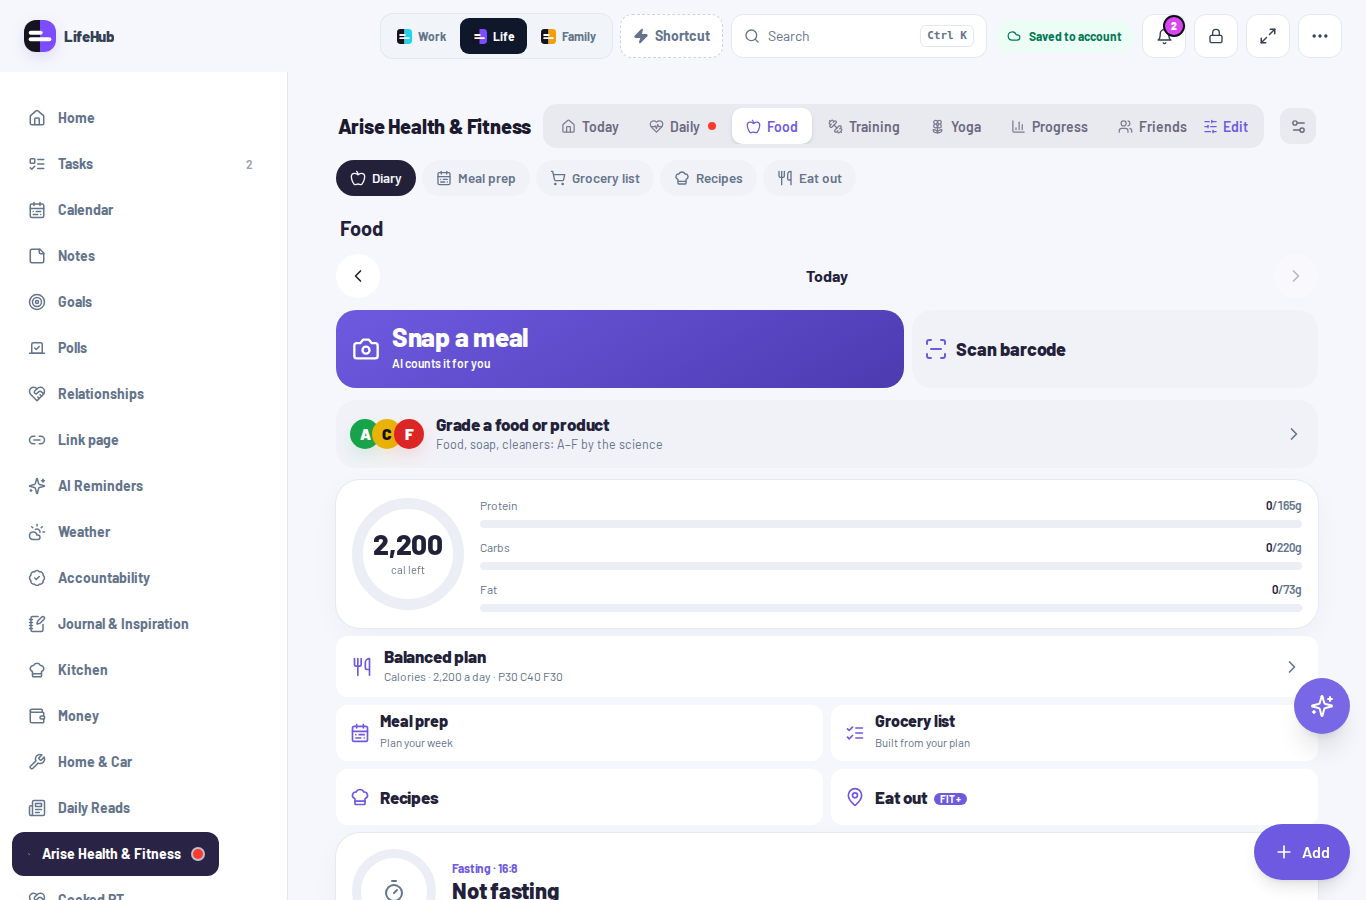 LifeHub
Work
Life
Family
Shortcut
Search
Ctrl K
Saved to account
2
Home
Tasks
2
Calendar
Notes
Goals
Polls
Relationships
Link page
AI Reminders
Weather
Accountability
Journal & Inspiration
Kitchen
Money
Home & Car
Daily Reads
Arise Health & Fitness
Cooked PT
Arise Health & Fitness
Today
Daily
Food
Training
Yoga
Progress
Friends
Edit
Diary
Meal prep
Grocery list
Recipes
Eat out
Food
Today
Snap a meal
AI counts it for you
Scan barcode
A C F
Grade a food or product
Food, soap, cleaners: A–F by the science
2,200
cal left
Protein
0/165g
Carbs
0/220g
Fat
0/73g
Balanced plan
Calories · 2,200 a day · P30 C40 F30
Meal prep
Plan your week
Grocery list
Built from your plan
Recipes
Eat out FIT+
Fasting · 16:8
Not fasting
Add